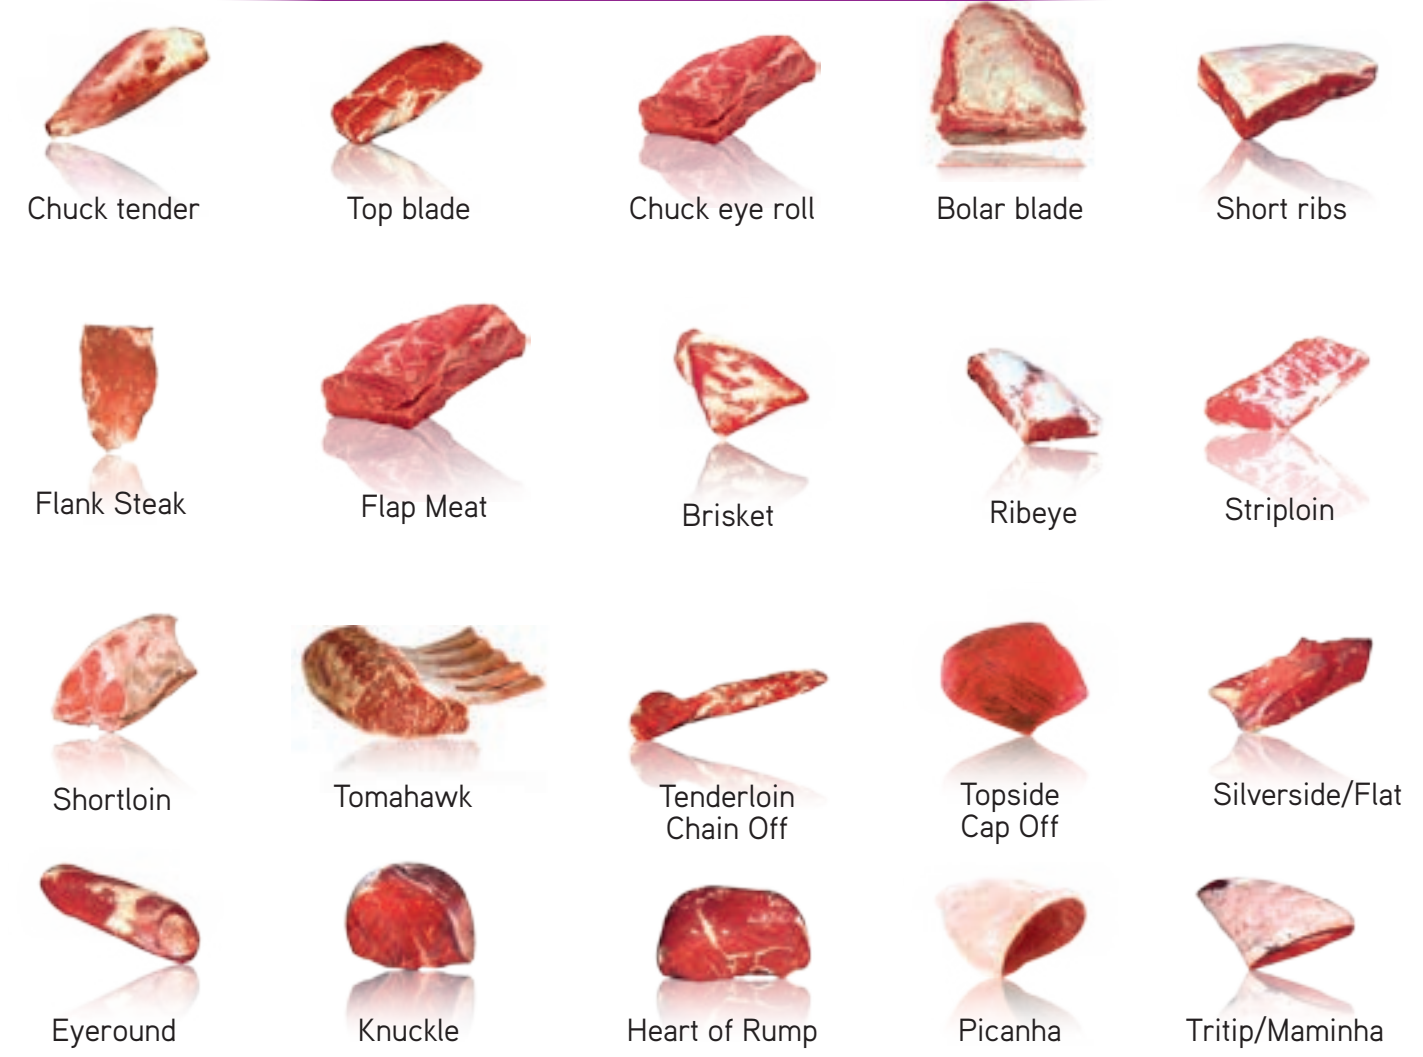 Chuck tender
Top blade
Chuck eye roll
Bolar blade
Short ribs
Flank Steak
Flap Meat
Brisket
Ribeye
Striploin
Shortloin
Tomahawk
Tenderloin
Chain Off
Topside
Cap Off
Silverside/Flat
Eyeround
Knuckle
Heart of Rump
Picanha
Tritip/Maminha